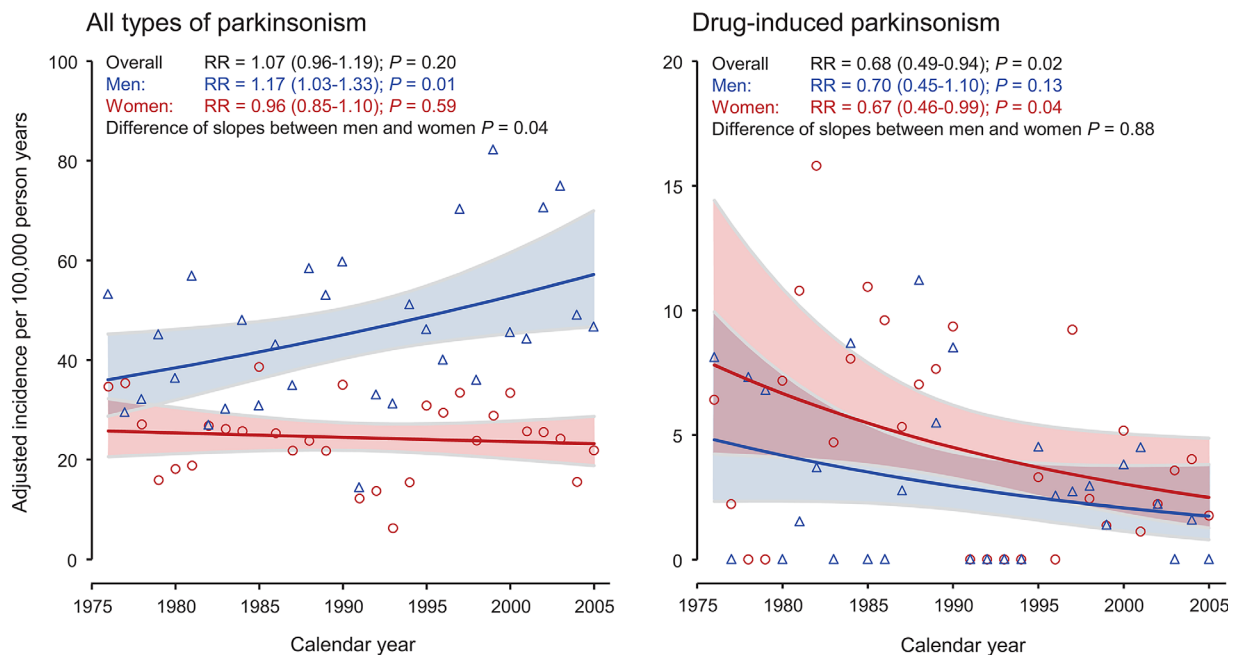 All types of parkinsonism
Overall RR = 1.07 (0.96-1.19); P = 0.20
Men: RR = 1.17 (1.03-1.33); P = 0.01
Women: RR = 0.96 (0.85-1.10); P = 0.59
Difference of slopes between men and women P = 0.04
100
80
60
40
20
0
Adjusted incidence per 100,000 person years
1975 1980 1985 1990 1995 2000 2005
Calendar year
Drug-induced parkinsonism
Overall RR = 0.68 (0.49-0.94); P = 0.02
Men: RR = 0.70 (0.45-1.10); P = 0.13
Women: RR = 0.67 (0.46-0.99); P = 0.04
Difference of slopes between men and women P = 0.88
20
15
10
5
0
1975 1980 1985 1990 1995 2000 2005
Calendar year